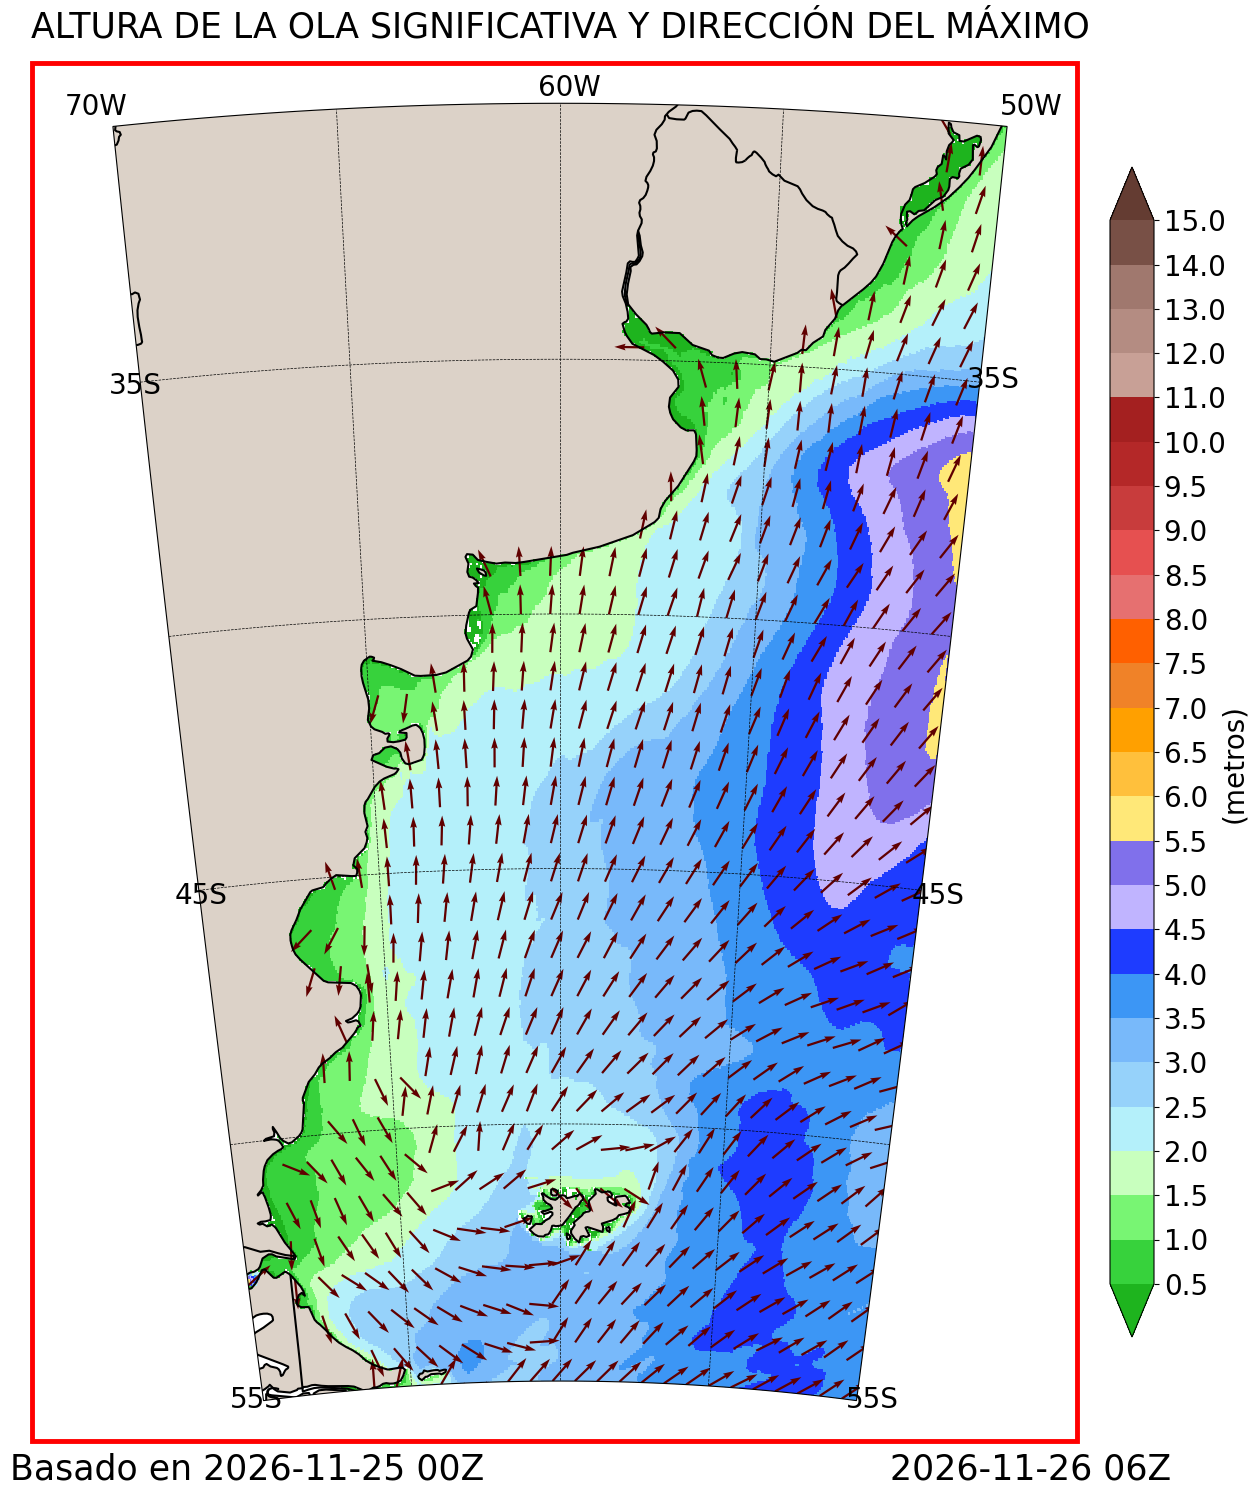 ALTURA DE LA OLA SIGNIFICATIVA Y DIRECCIÓN DEL MÁXIMO
70W
60W
50W
35S
35S
45S
45S
55S
55S
15.0
14.0
13.0
12.0
11.0
10.0
9.5
9.0
8.5
8.0
7.5
7.0
6.5
6.0
5.5
5.0
4.5
4.0
3.5
3.0
2.5
2.0
1.5
1.0
0.5
(metros)
Basado en 2026-11-25 00Z
2026-11-26 06Z